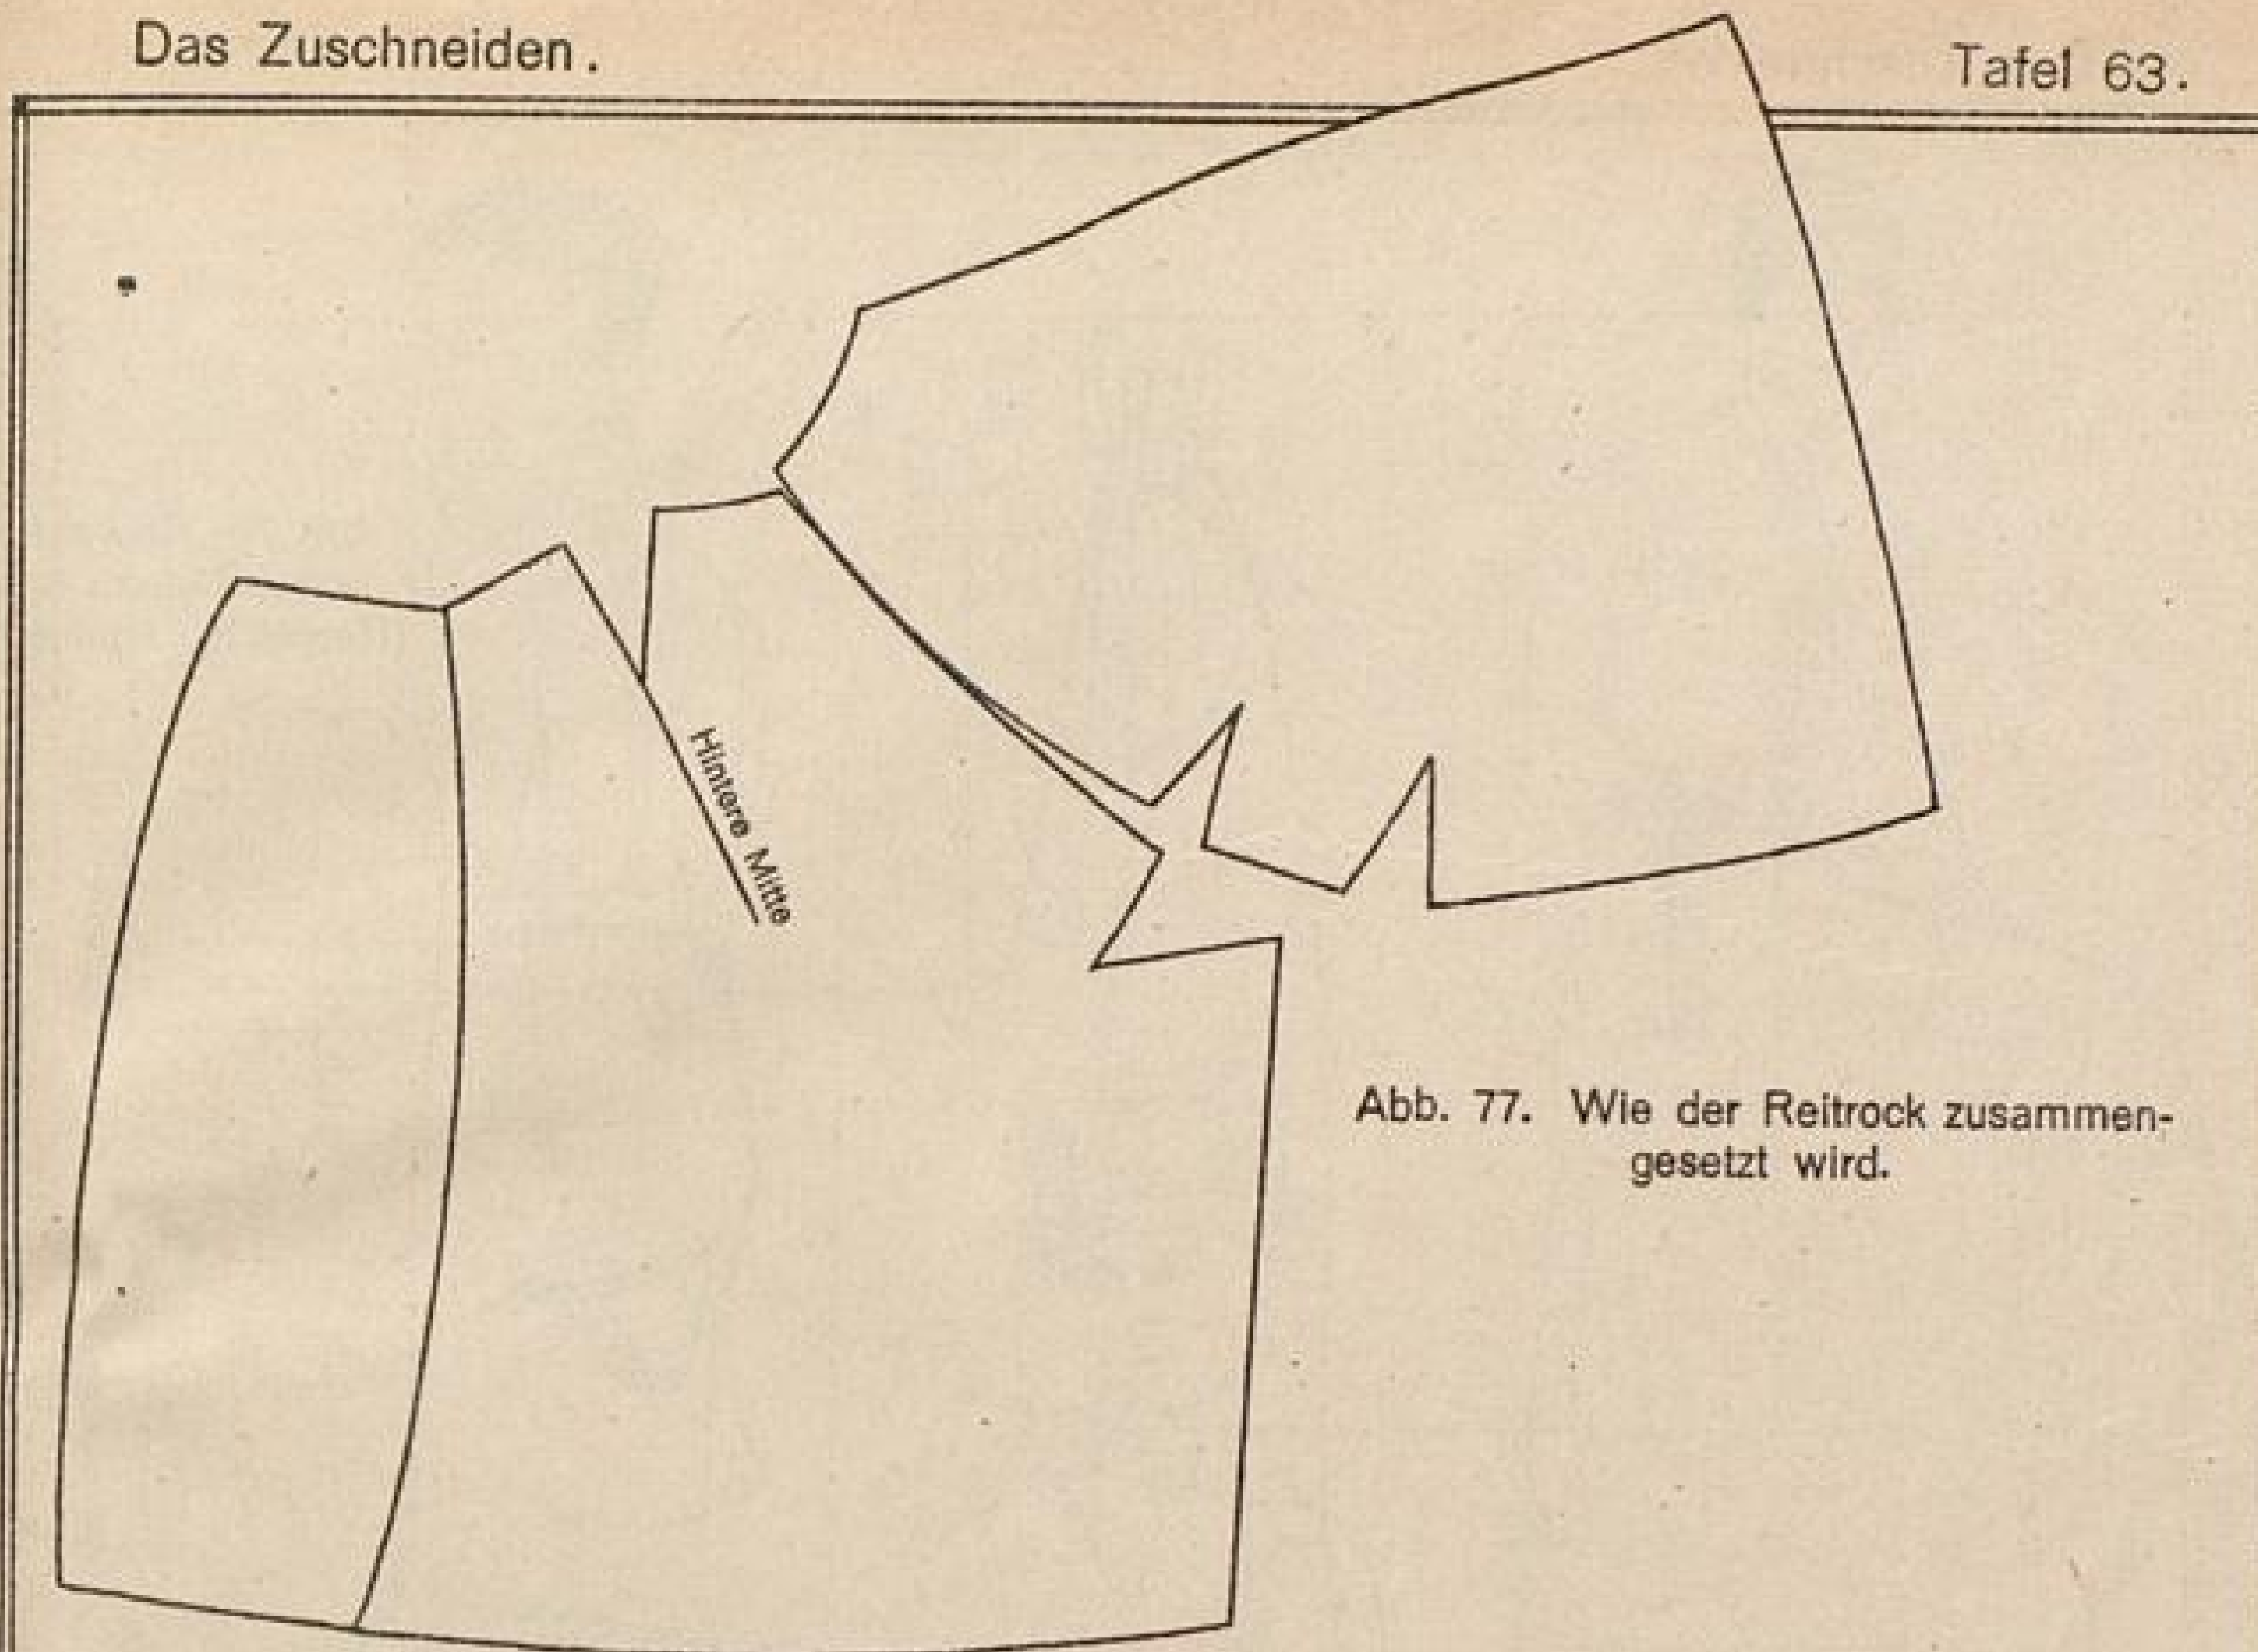 Das Zuschneiden.
Tafel 63.
Hintere Mitte
Abb. 77. Wie der Reitrock zusammen-
gesetzt wird.